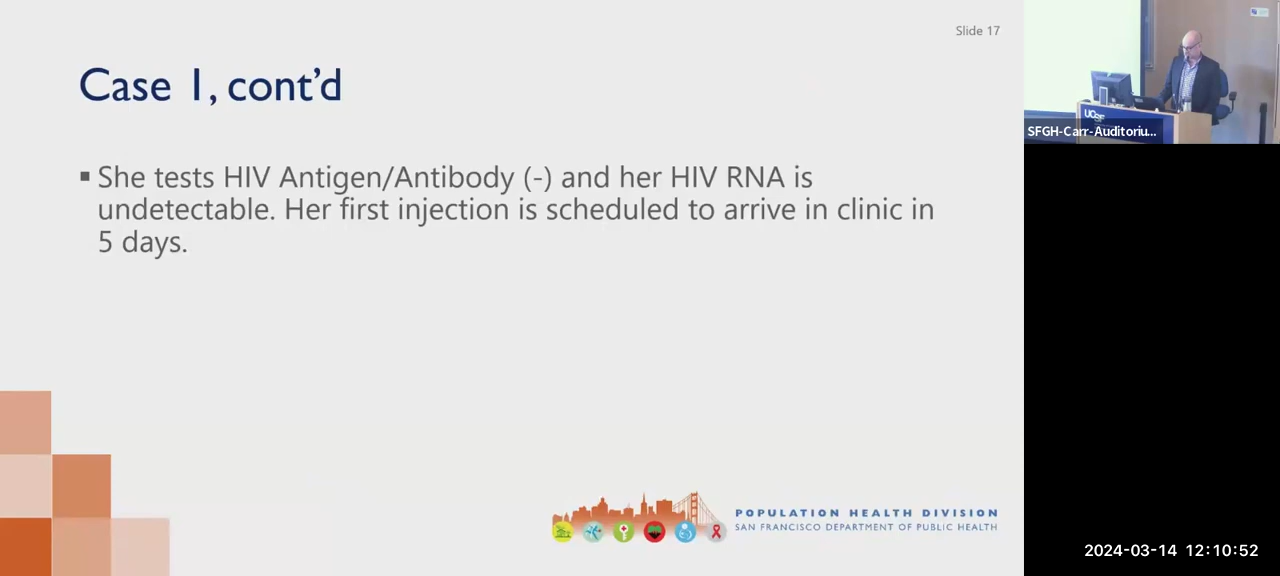 Slide 17
Case 1, cont’d
▪ She tests HIV Antigen/Antibody (-) and her HIV RNA is
undetectable. Her first injection is scheduled to arrive in clinic in
5 days.
POPULATION HEALTH DIVISION
SAN FRANCISCO DEPARTMENT OF PUBLIC HEALTH
UCSF
SFGH-Carr-Auditoriu...
2024-03-14 12:10:52